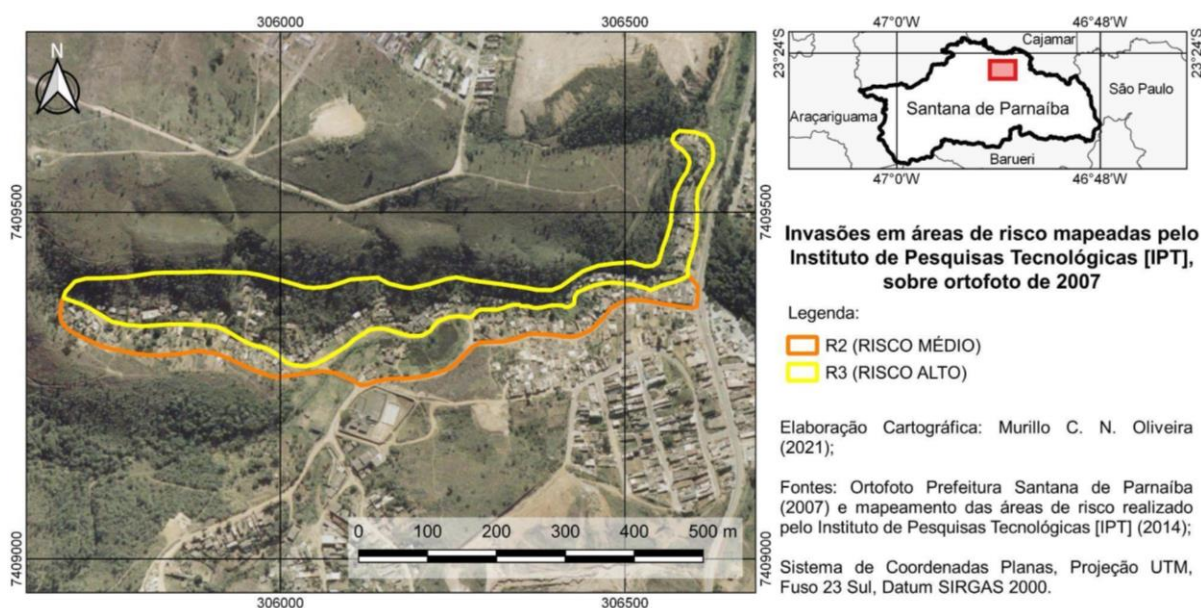 306000
306500
N
7409500
7409500
7409000
7409000
0 100 200 300 400 500 m
306000
306500
47°0'W
46°48'W
23°24'S
23°24'S
Cajamar
São Paulo
Santana de Parnaíba
Araçariguama
Barueri
47°0'W
46°48'W
Invasões em áreas de risco mapeadas pelo
Instituto de Pesquisas Tecnológicas [IPT],
sobre ortofoto de 2007
Legenda:
R2 (RISCO MÉDIO)
R3 (RISCO ALTO)
Elaboração Cartográfica: Murillo C. N. Oliveira
(2021);
Fontes: Ortofoto Prefeitura Santana de Parnaíba
(2007) e mapeamento das áreas de risco realizado
pelo Instituto de Pesquisas Tecnológicas [IPT] (2014);
Sistema de Coordenadas Planas, Projeção UTM,
Fuso 23 Sul, Datum SIRGAS 2000.